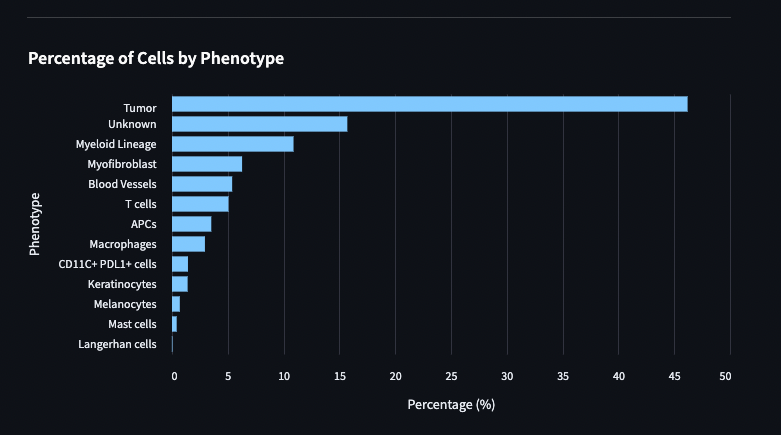 Percentage of Cells by Phenotype
Phenotype
Tumor
Unknown
Myeloid Lineage
Myofibroblast
Blood Vessels
T cells
APCs
Macrophages
CD11C+ PDL1+ cells
Keratinocytes
Melanocytes
Mast cells
Langerhan cells
0 5 10 15 20 25 30 35 40 45 50
Percentage (%)